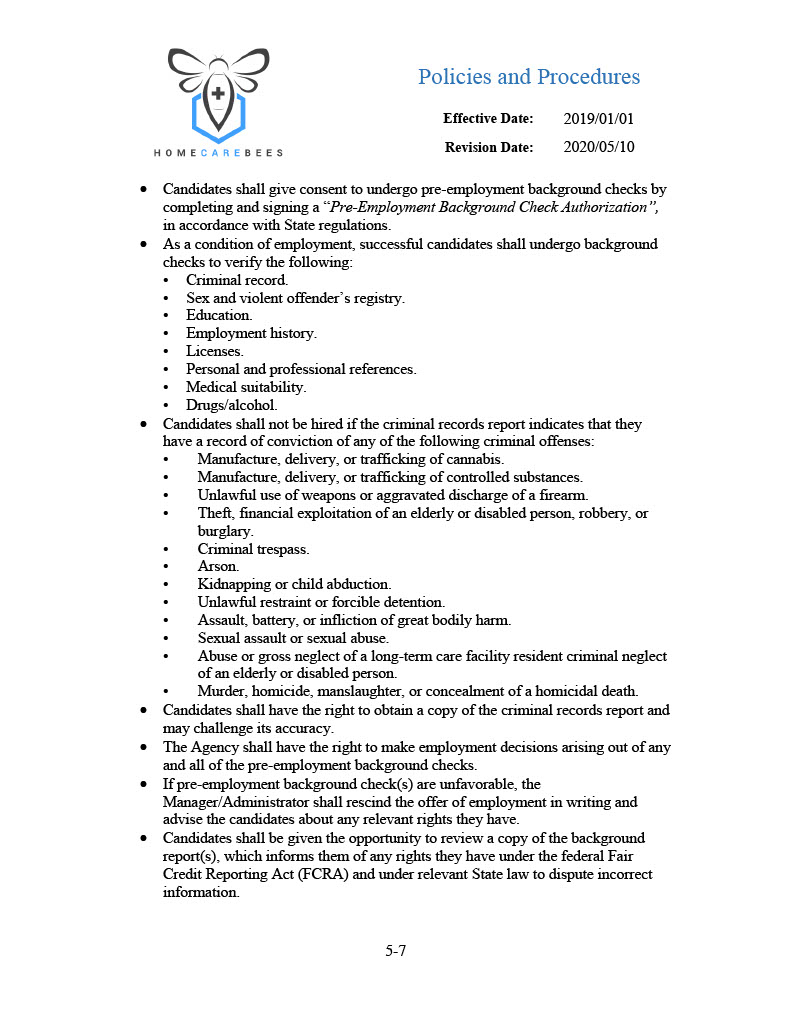 Policies and Procedures
Effective Date: 2019/01/01
Revision Date: 2020/05/10
HOMECAREBEES
• Candidates shall give consent to undergo pre-employment background checks by
completing and signing a “Pre-Employment Background Check Authorization”,
in accordance with State regulations.
• As a condition of employment, successful candidates shall undergo background
checks to verify the following:
• Criminal record.
• Sex and violent offender’s registry.
• Education.
• Employment history.
• Licenses.
• Personal and professional references.
• Medical suitability.
• Drugs/alcohol.
• Candidates shall not be hired if the criminal records report indicates that they
have a record of conviction of any of the following criminal offenses:
• Manufacture, delivery, or trafficking of cannabis.
• Manufacture, delivery, or trafficking of controlled substances.
• Unlawful use of weapons or aggravated discharge of a firearm.
• Theft, financial exploitation of an elderly or disabled person, robbery, or
burglary.
• Criminal trespass.
• Arson.
• Kidnapping or child abduction.
• Unlawful restraint or forcible detention.
• Assault, battery, or infliction of great bodily harm.
• Sexual assault or sexual abuse.
• Abuse or gross neglect of a long-term care facility resident criminal neglect
of an elderly or disabled person.
• Murder, homicide, manslaughter, or concealment of a homicidal death.
• Candidates shall have the right to obtain a copy of the criminal records report and
may challenge its accuracy.
• The Agency shall have the right to make employment decisions arising out of any
and all of the pre-employment background checks.
• If pre-employment background check(s) are unfavorable, the
Manager/Administrator shall rescind the offer of employment in writing and
advise the candidates about any relevant rights they have.
• Candidates shall be given the opportunity to review a copy of the background
report(s), which informs them of any rights they have under the federal Fair
Credit Reporting Act (FCRA) and under relevant State law to dispute incorrect
information.
5-7